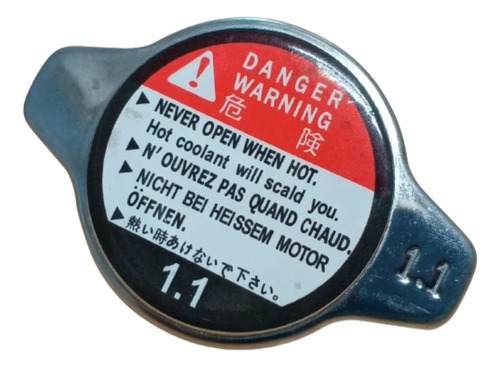 DANGER
WARNING
危 険
▶ NEVER OPEN WHEN HOT.
Hot coolant will scald you.
▶ N'OUVREZ PAS QUAND CHAUD.
▶ NICHT BEI HEISSEM MOTOR
ÖFFNEN.
▶ 熱い時あけないで下さい。
1.1
1.1